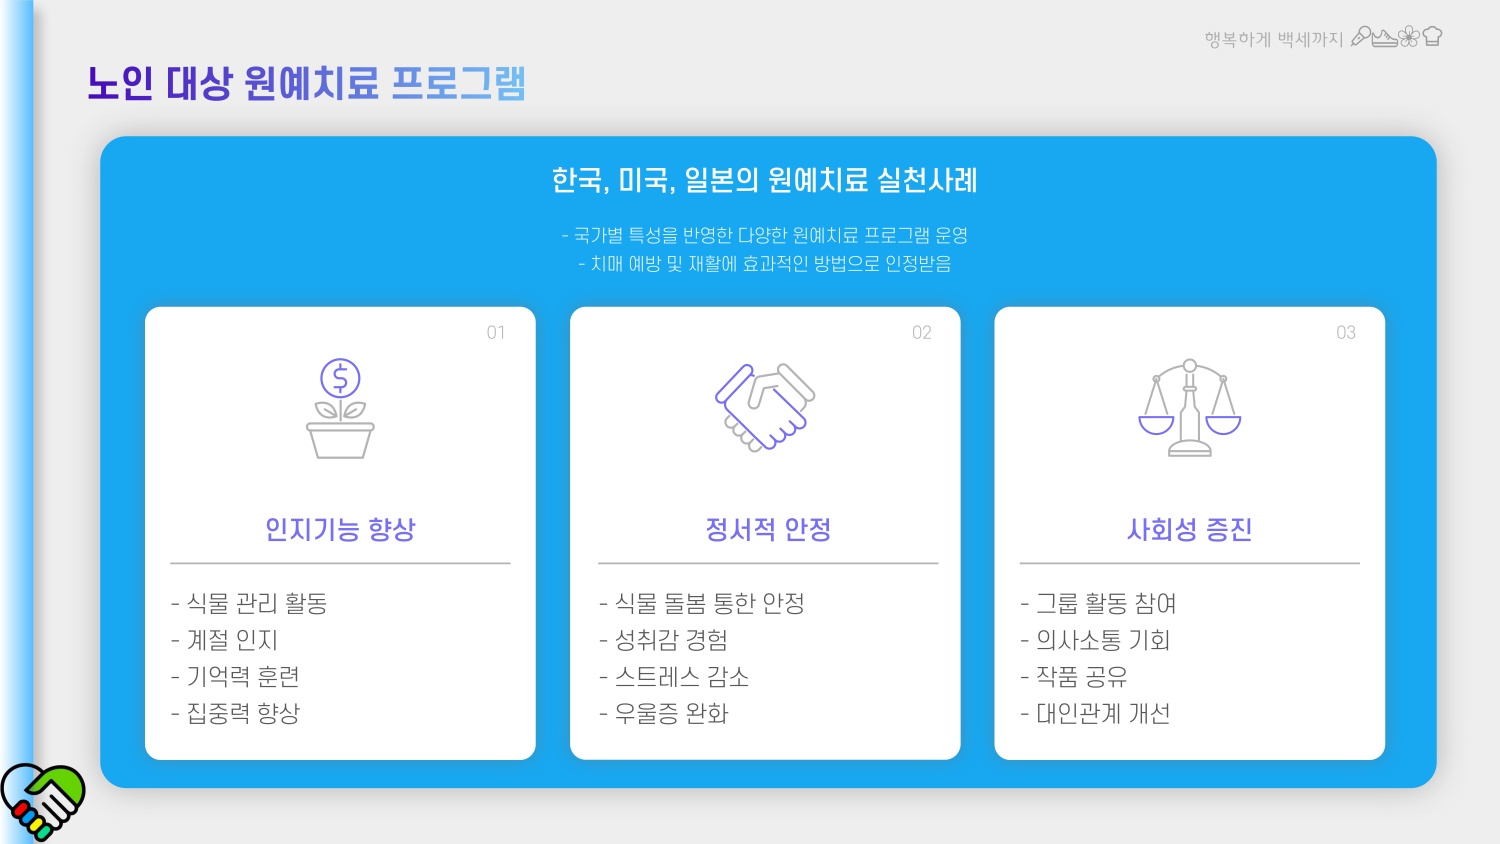 행복하게 백세까지
노인 대상 원예치료 프로그램
한국, 미국, 일본의 원예치료 실천사례
- 국가별 특성을 반영한 다양한 원예치료 프로그램 운영
- 치매 예방 및 재활에 효과적인 방법으로 인정받음
01
$
인지기능 향상
- 식물 관리 활동
- 계절 인지
- 기억력 훈련
- 집중력 향상
02
정서적 안정
- 식물 돌봄 통한 안정
- 성취감 경험
- 스트레스 감소
- 우울증 완화
03
사회성 증진
- 그룹 활동 참여
- 의사소통 기회
- 작품 공유
- 대인관계 개선